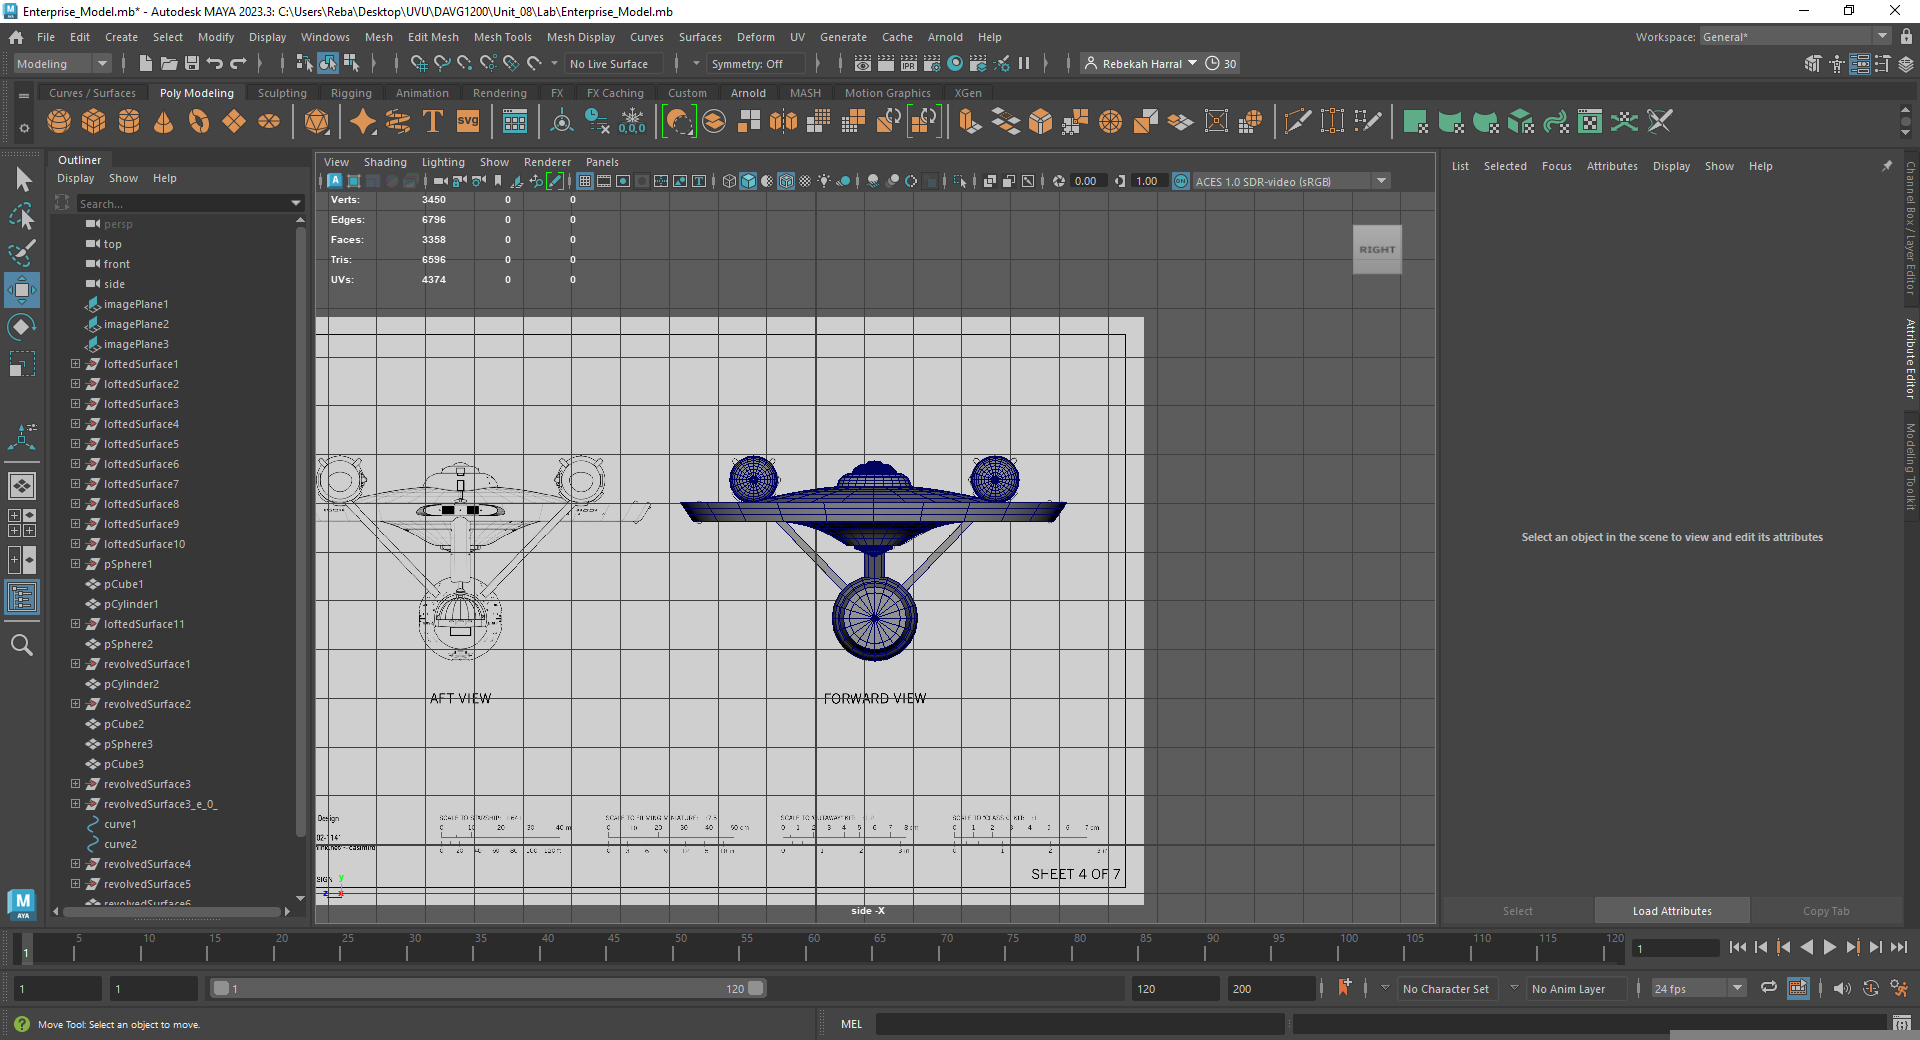 Enterprise_Model.mb* - Autodesk MAYA 2023.3: C:\Users\Reba\Desktop\UVU\DAVG1200\Unit_08\Lab\Enterprise_Model.mb
File Edit Create Select Modify Display Windows Mesh Edit Mesh Mesh Tools Mesh Display Curves Surfaces Deform UV Generate Cache Arnold Help
Workspace: General*
Modeling
No Live Surface
Symmetry: Off
IPR
Rebekah Harral
30
Curves / Surfaces Poly Modeling Sculpting Rigging Animation Rendering FX FX Caching Custom Arnold MASH Motion Graphics XGen
T svg 0,0,0
Outliner
Display Show Help
Search...
persp
top
front
side
imagePlane1
imagePlane2
imagePlane3
loftedSurface1
loftedSurface2
loftedSurface3
loftedSurface4
loftedSurface5
loftedSurface6
loftedSurface7
loftedSurface8
loftedSurface9
loftedSurface10
pSphere1
pCube1
pCylinder1
loftedSurface11
pSphere2
revolvedSurface1
pCylinder2
revolvedSurface2
pCube2
pSphere3
pCube3
revolvedSurface3
revolvedSurface3_e_0_
curve1
curve2
revolvedSurface4
revolvedSurface5
revolvedSurface6
View Shading Lighting Show Renderer Panels
0.00 1.00 ACES 1.0 SDR-video (sRGB)
Verts: 3450 0 0
Edges: 6796 0 0
Faces: 3358 0 0
Tris: 6596 0 0
UVs: 4374 0 0
RIGHT
AFT VIEW
FORWARD VIEW
Design
SHEET 4 OF 7
y
z x
side -X
List Selected Focus Attributes Display Show Help
Select an object in the scene to view and edit its attributes
Select Load Attributes Copy Tab
Channel Box / Layer Editor
Attribute Editor
Modeling Toolkit
M
AYA
1 5 10 15 20 25 30 35 40 45 50 55 60 65 70 75 80 85 90 95 100 105 110 115 120
1
1 1 1 120 120 200
No Character Set
No Anim Layer
24 fps
Move Tool: Select an object to move.
MEL